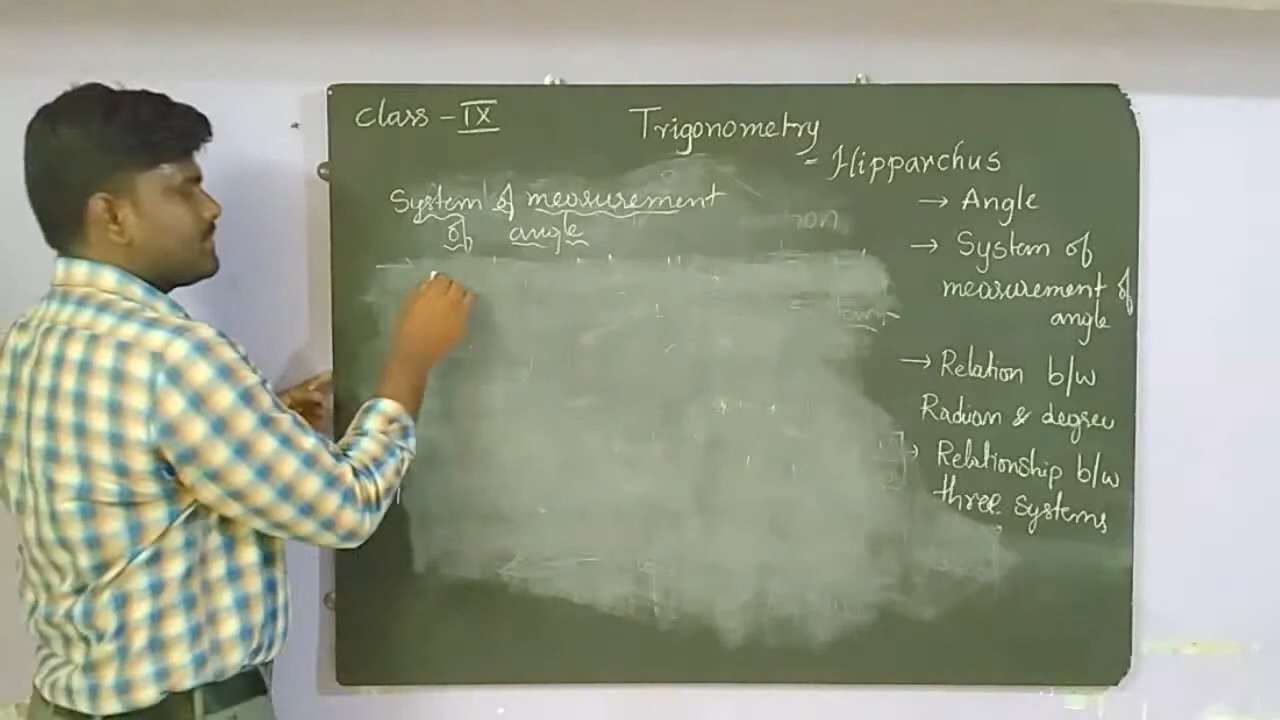 Class - IX
Trigonometry
- Hipparchus
System of measurement
of angle
→ Angle
→ System of
measurement of
angle
→ Relation b/w
Radian & degree
→ Relationship b/w
three systems